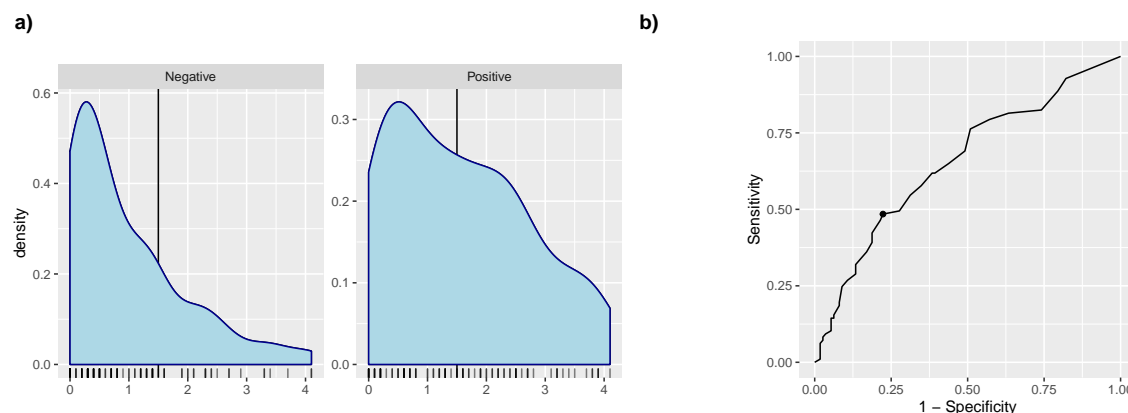 a)
Negative
Positive
density
0.0
0.2
0.4
0.6
0 1 2 3 4
0.0
0.1
0.2
0.3
0 1 2 3 4
b)
Sensitivity
1.00
0.75
0.50
0.25
0.00
0.00 0.25 0.50 0.75 1.00
1 − Specificity